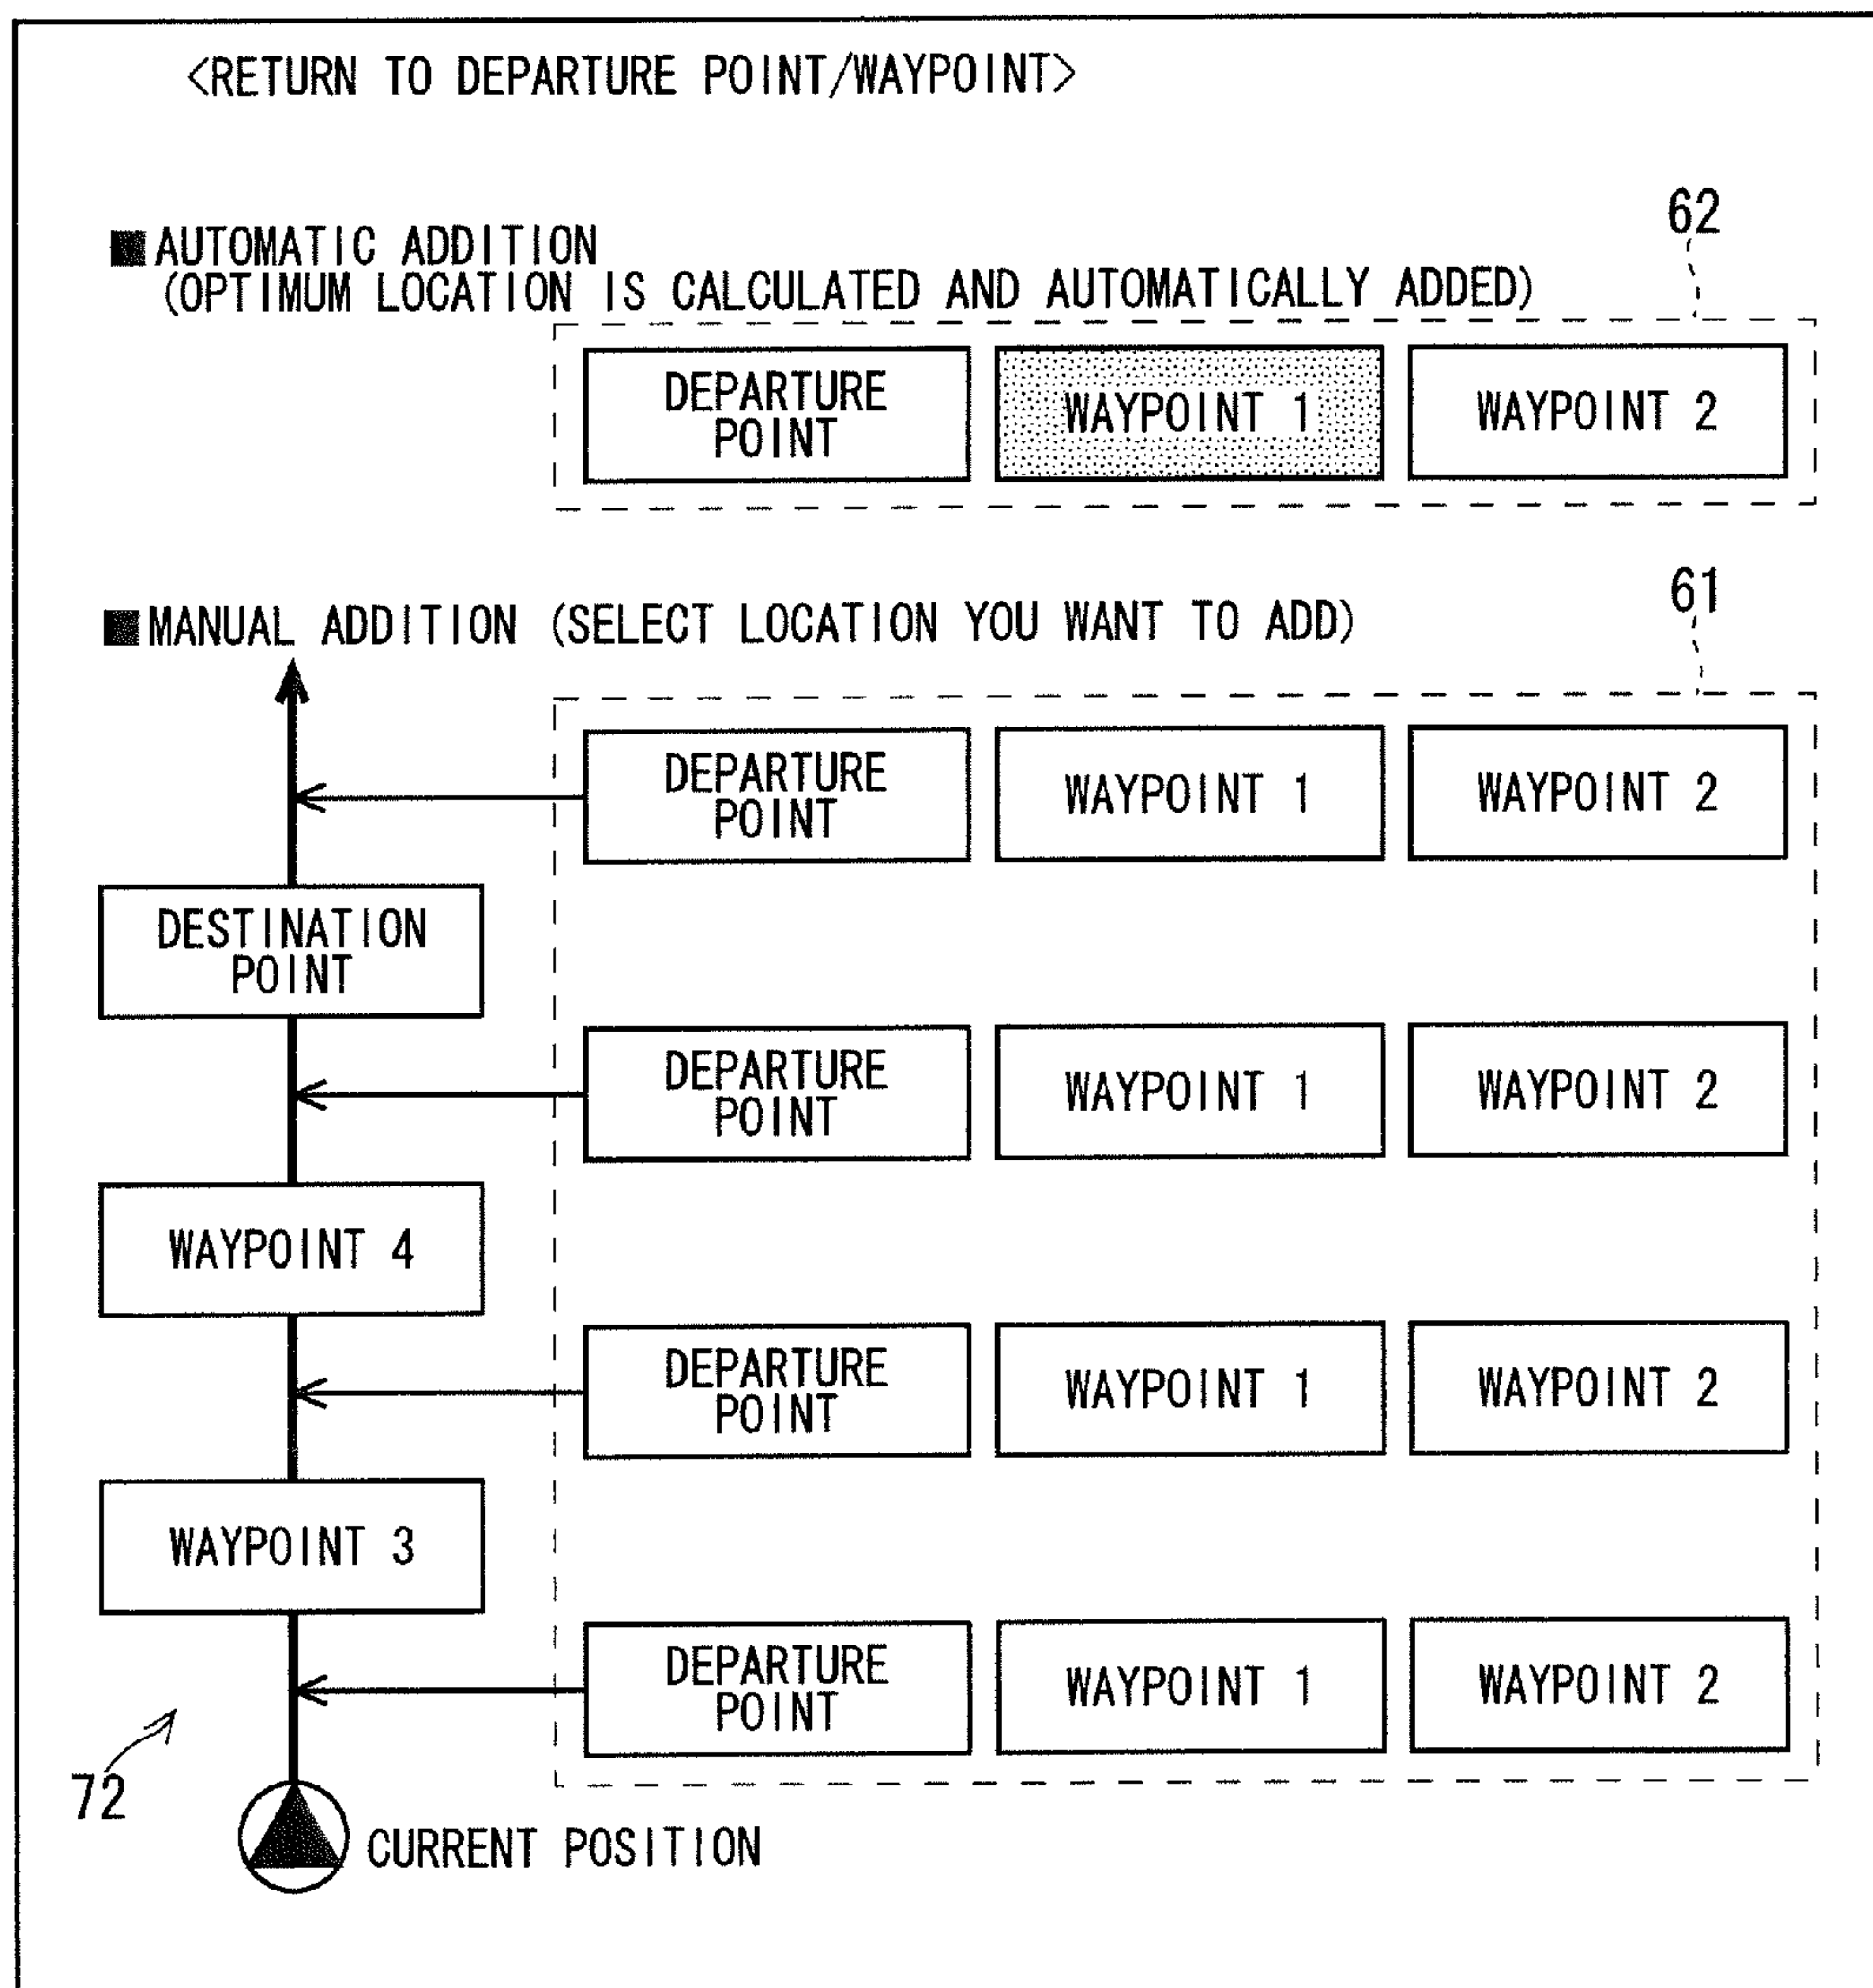 <RETURN TO DEPARTURE POINT/WAYPOINT>
62
■AUTOMATIC ADDITION
(OPTIMUM LOCATION IS CALCULATED AND AUTOMATICALLY ADDED)
DEPARTURE
POINT
WAYPOINT 1
WAYPOINT 2
61
■MANUAL ADDITION (SELECT LOCATION YOU WANT TO ADD)
DEPARTURE
POINT
WAYPOINT 1
WAYPOINT 2
DESTINATION
POINT
DEPARTURE
POINT
WAYPOINT 1
WAYPOINT 2
WAYPOINT 4
DEPARTURE
POINT
WAYPOINT 1
WAYPOINT 2
WAYPOINT 3
DEPARTURE
POINT
WAYPOINT 1
WAYPOINT 2
72
CURRENT POSITION